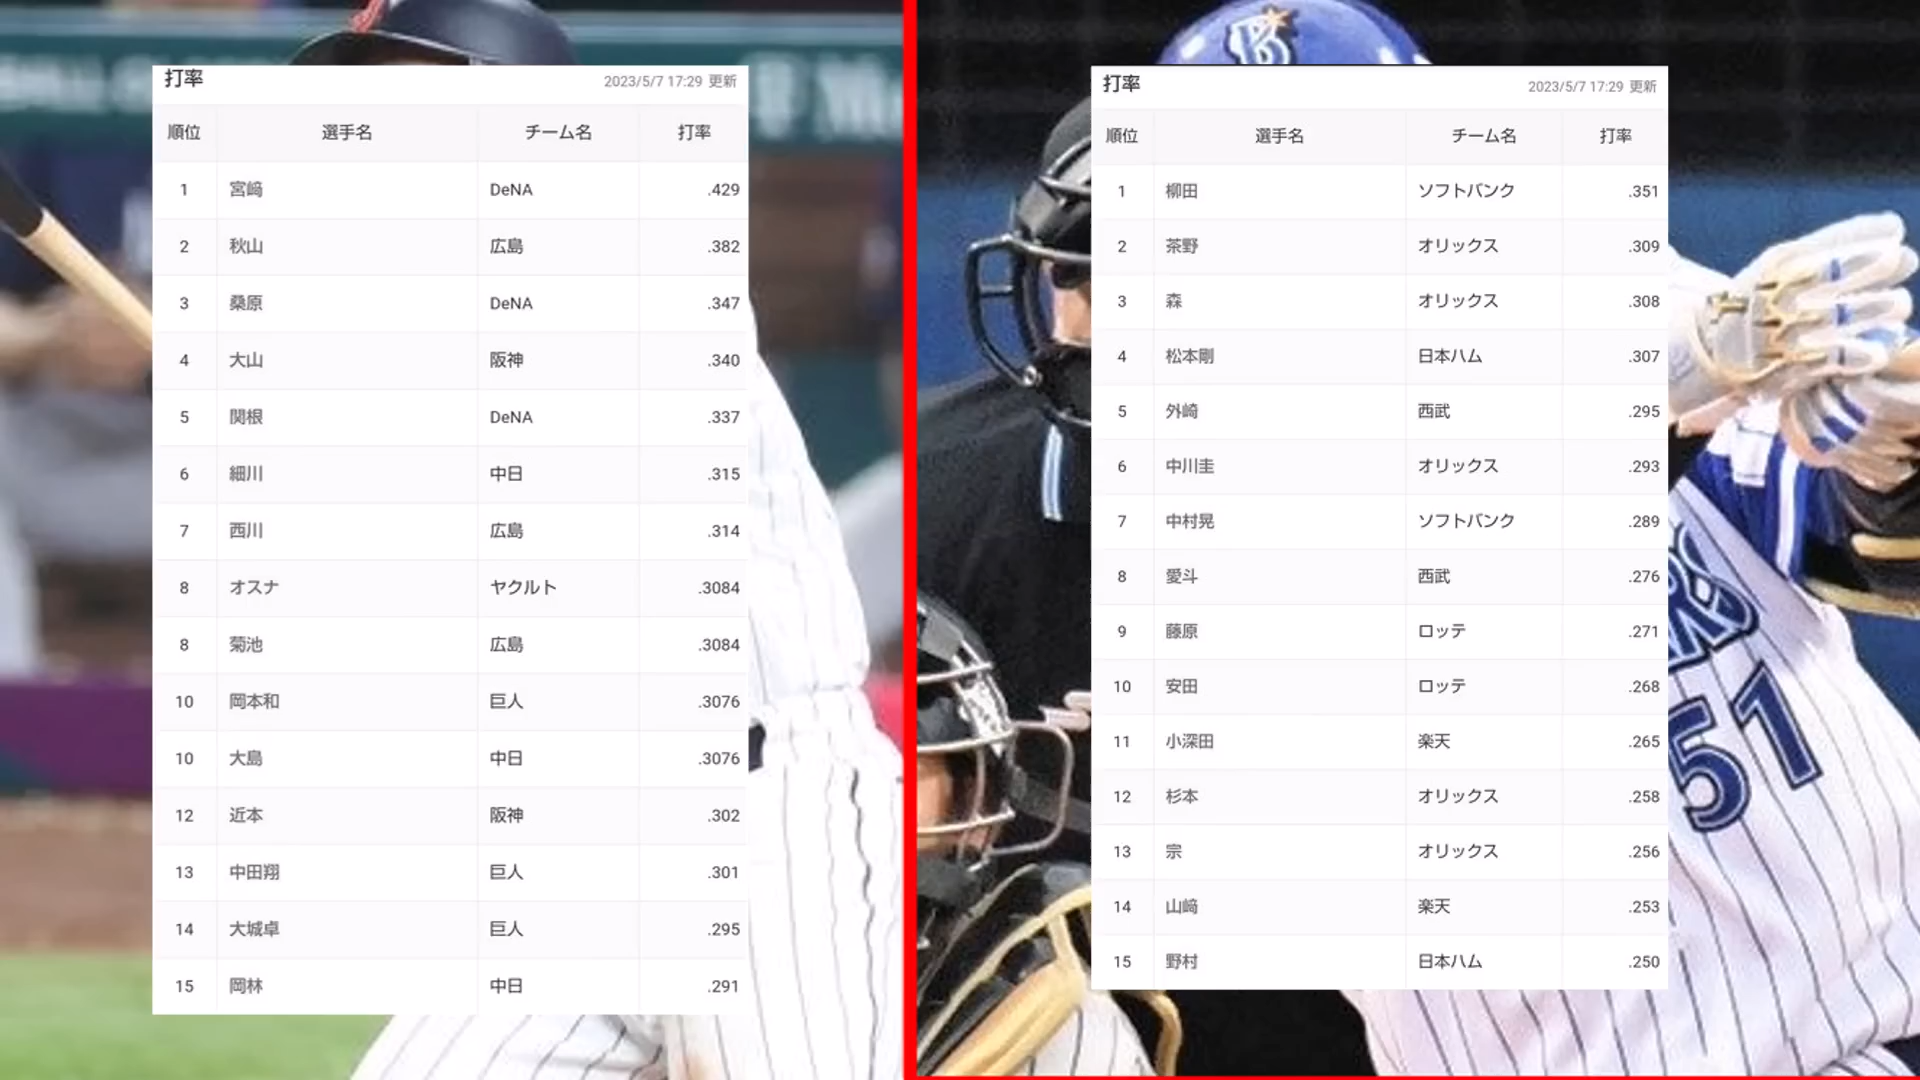 打率 2023/5/7 17:29 更新
順位 選手名 チーム名 打率
1 宮﨑 DeNA .429
2 秋山 広島 .382
3 桑原 DeNA .347
4 大山 阪神 .340
5 関根 DeNA .337
6 細川 中日 .315
7 西川 広島 .314
8 オスナ ヤクルト .3084
8 菊池 広島 .3084
10 岡本和 巨人 .3076
10 大島 中日 .3076
12 近本 阪神 .302
13 中田翔 巨人 .301
14 大城卓 巨人 .295
15 岡林 中日 .291
打率 2023/5/7 17:29 更新
順位 選手名 チーム名 打率
1 柳田 ソフトバンク .351
2 茶野 オリックス .309
3 森 オリックス .308
4 松本剛 日本ハム .307
5 外崎 西武 .295
6 中川圭 オリックス .293
7 中村晃 ソフトバンク .289
8 愛斗 西武 .276
9 藤原 ロッテ .271
10 安田 ロッテ .268
11 小深田 楽天 .265
12 杉本 オリックス .258
13 宗 オリックス .256
14 山﨑 楽天 .253
15 野村 日本ハム .250
51